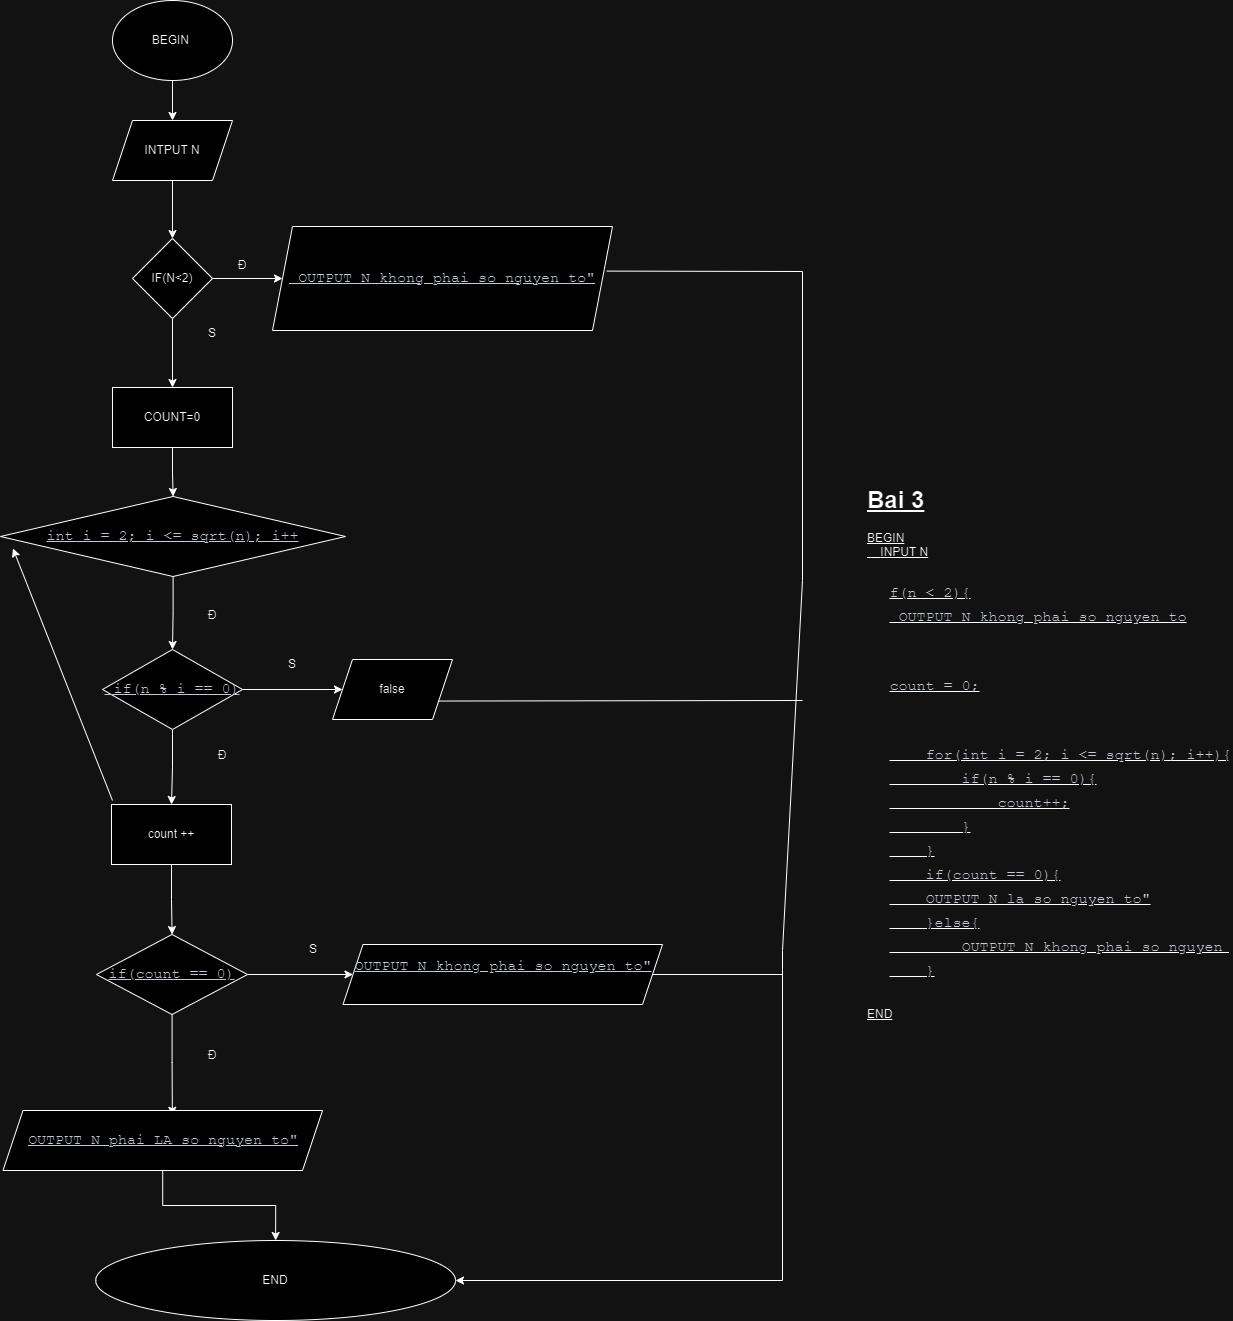 BEGIN
INTPUT N
IF(N<2)
Đ
OUTPUT N khong phai so nguyen to"
S
COUNT=0
int i = 2; i <= sqrt(n); i++
Đ
if(n % i == 0)
S
false
Đ
count ++
if(count == 0)
S
OUTPUT N khong phai so nguyen to"
Đ
OUTPUT N phai LA so nguyen to"
END
Bai 3
BEGIN
INPUT N
f(n < 2){
OUTPUT N khong phai so nguyen to
count = 0;
for(int i = 2; i <= sqrt(n); i++){
if(n % i == 0){
count++;
}
}
if(count == 0){
OUTPUT N la so nguyen to"
}else{
OUTPUT N khong phai so nguyen
}
END